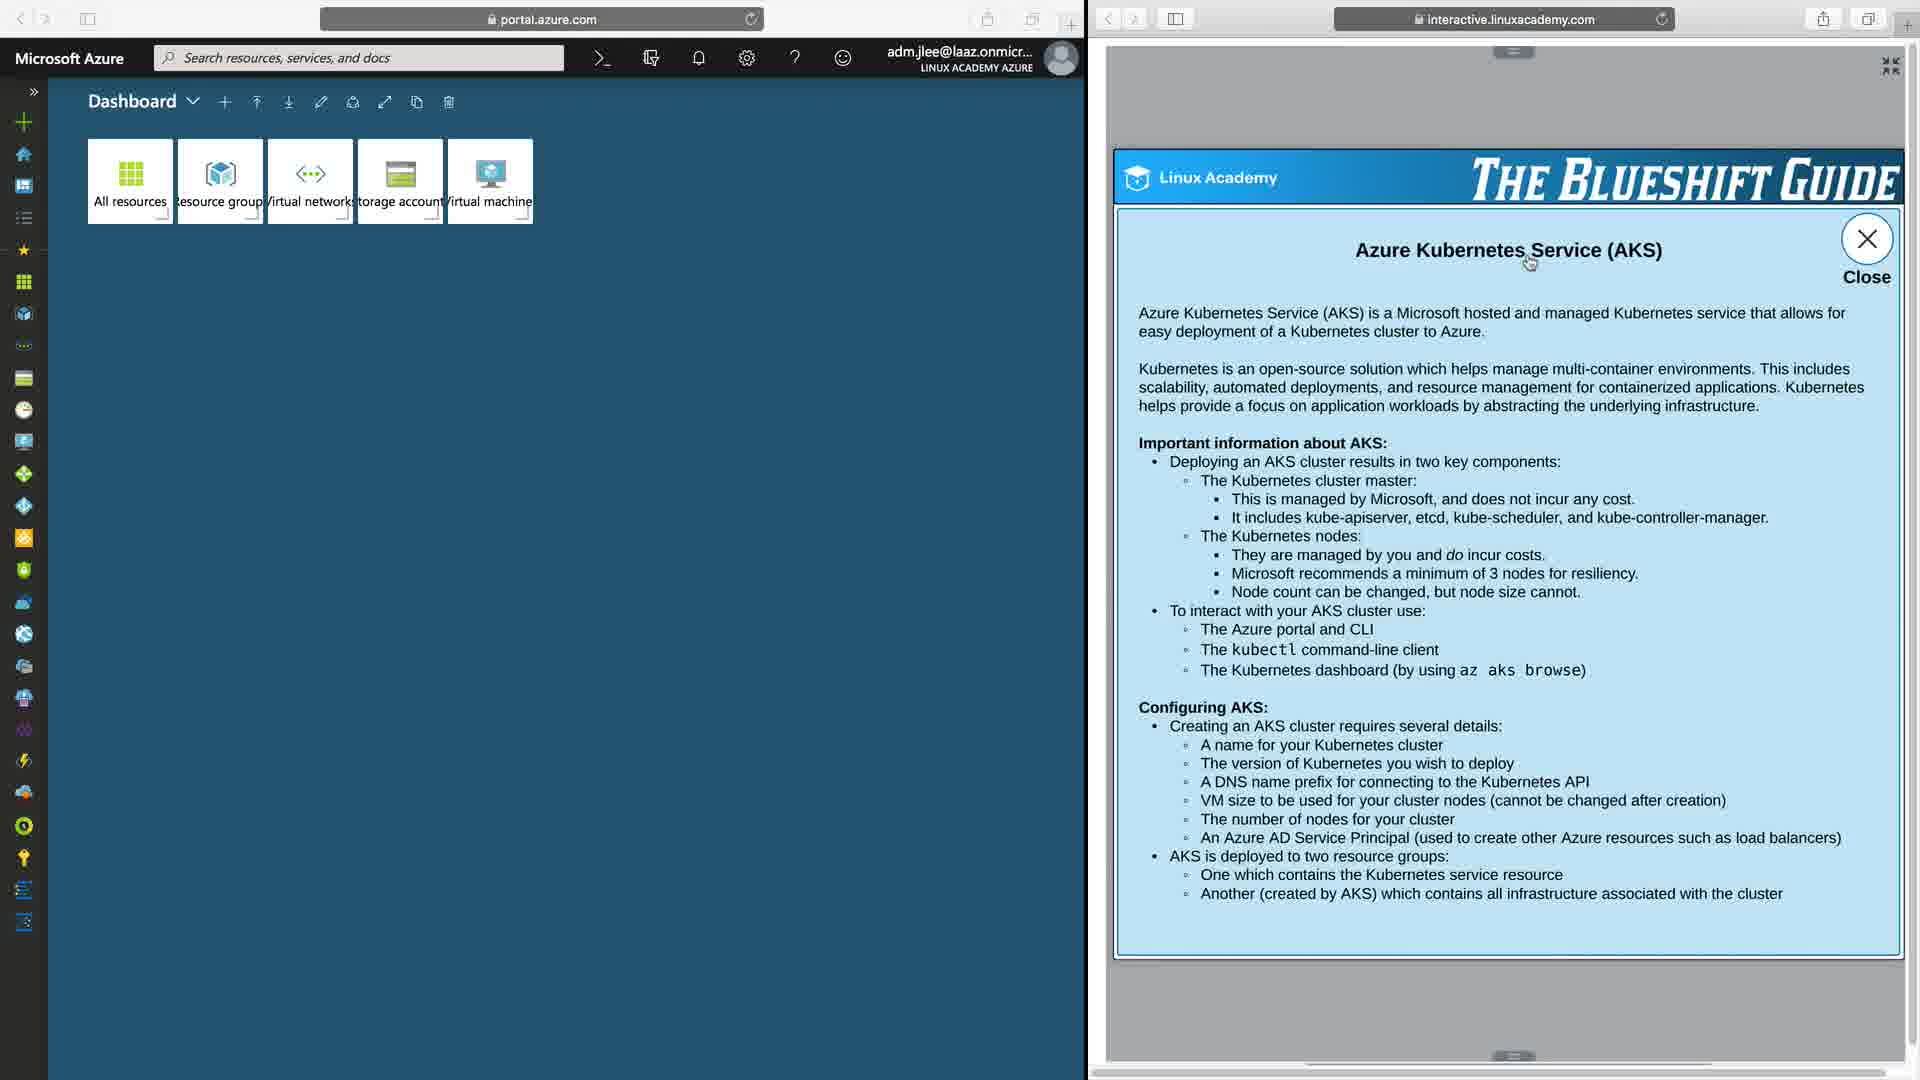 portal.azure.com
interactive.linuxacademy.com
Microsoft Azure
Search resources, services, and docs
adm.jlee@laaz.onmicr...
LINUX ACADEMY AZURE
Dashboard
All resources
Resource group
Virtual networks
torage account
Virtual machine
Linux Academy
THE BLUESHIFT GUIDE
Azure Kubernetes Service (AKS)
Close
Azure Kubernetes Service (AKS) is a Microsoft hosted and managed Kubernetes service that allows for
easy deployment of a Kubernetes cluster to Azure.
Kubernetes is an open-source solution which helps manage multi-container environments. This includes
scalability, automated deployments, and resource management for containerized applications. Kubernetes
helps provide a focus on application workloads by abstracting the underlying infrastructure.
Important information about AKS:
• Deploying an AKS cluster results in two key components:
◦ The Kubernetes cluster master:
▪ This is managed by Microsoft, and does not incur any cost.
▪ It includes kube-apiserver, etcd, kube-scheduler, and kube-controller-manager.
◦ The Kubernetes nodes:
▪ They are managed by you and do incur costs.
▪ Microsoft recommends a minimum of 3 nodes for resiliency.
▪ Node count can be changed, but node size cannot.
• To interact with your AKS cluster use:
◦ The Azure portal and CLI
◦ The kubectl command-line client
◦ The Kubernetes dashboard (by using az aks browse)
Configuring AKS:
• Creating an AKS cluster requires several details:
◦ A name for your Kubernetes cluster
◦ The version of Kubernetes you wish to deploy
◦ A DNS name prefix for connecting to the Kubernetes API
◦ VM size to be used for your cluster nodes (cannot be changed after creation)
◦ The number of nodes for your cluster
◦ An Azure AD Service Principal (used to create other Azure resources such as load balancers)
• AKS is deployed to two resource groups:
◦ One which contains the Kubernetes service resource
◦ Another (created by AKS) which contains all infrastructure associated with the cluster